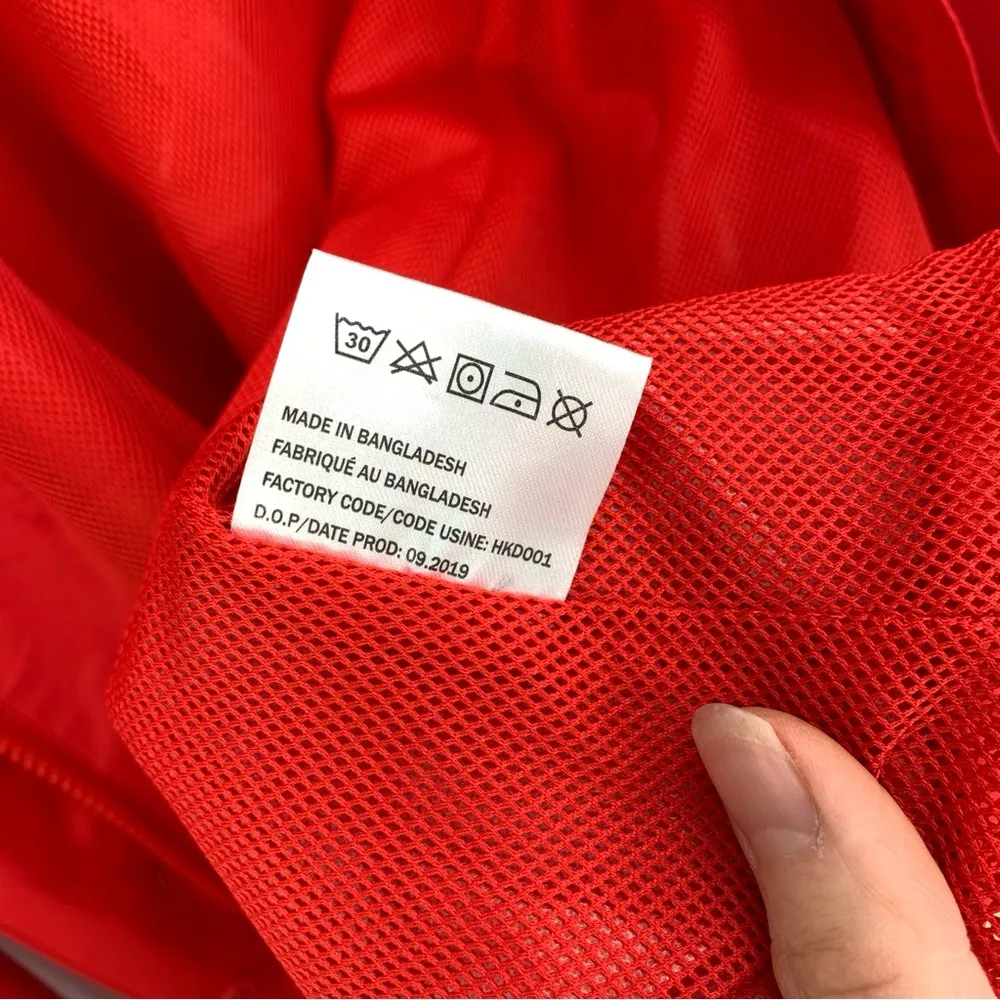 30
MADE IN BANGLADESH
FABRIQUÉ AU BANGLADESH
FACTORY CODE/CODE USINE: HKD001
D.O.P/DATE PROD: 09.2019